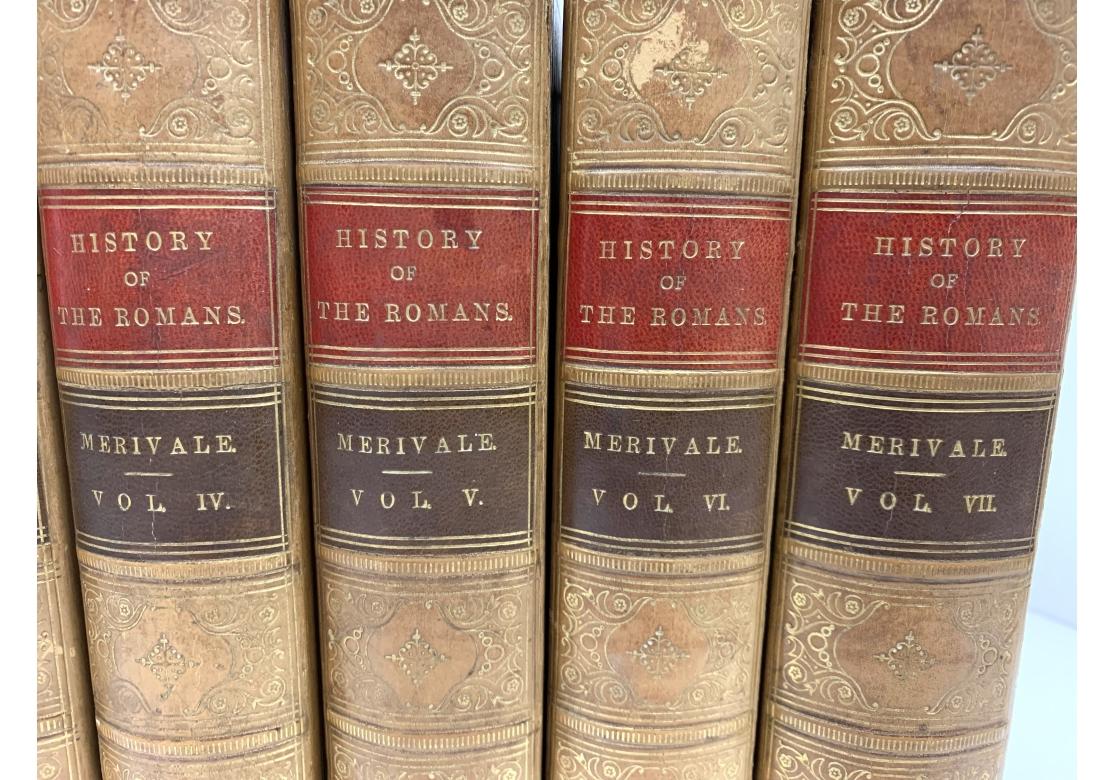 HISTORY
OF
THE ROMANS.
MERIVALE.
VOL. IV.
HISTORY
OF
THE ROMANS.
MERIVALE.
VOL. V.
HISTORY
OF
THE ROMANS
MERIVALE.
VOL. VI.
HISTORY
OF
THE ROMANS
MERIVALE.
VOL. VII.